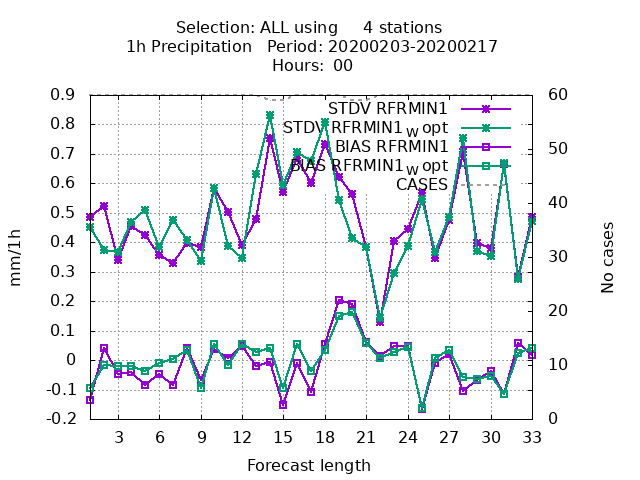 Selection: ALL using 4 stations
1h Precipitation Period: 20200203-20200217
Hours: 00
0.9
0.8
0.7
0.6
0.5
0.4
0.3
0.2
0.1
0
-0.1
-0.2
mm/1h
STDV RFRMIN1
STDV RFRMIN1w opt
BIAS RFRMIN1
BIAS RFRMIN1w opt
CASES
60
50
40
30
20
10
0
No cases
3 6 9 12 15 18 21 24 27 30 33
Forecast length